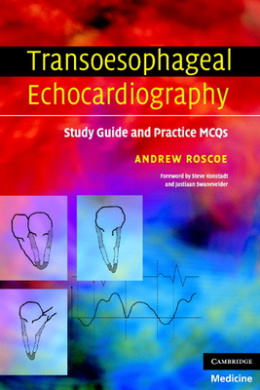 Transoesophageal
Echocardiography
Study Guide and Practice MCQs
ANDREW ROSCOE
Foreword by Steve Konstadt
and Justiaan Swanevelder
CAMBRIDGE
Medicine